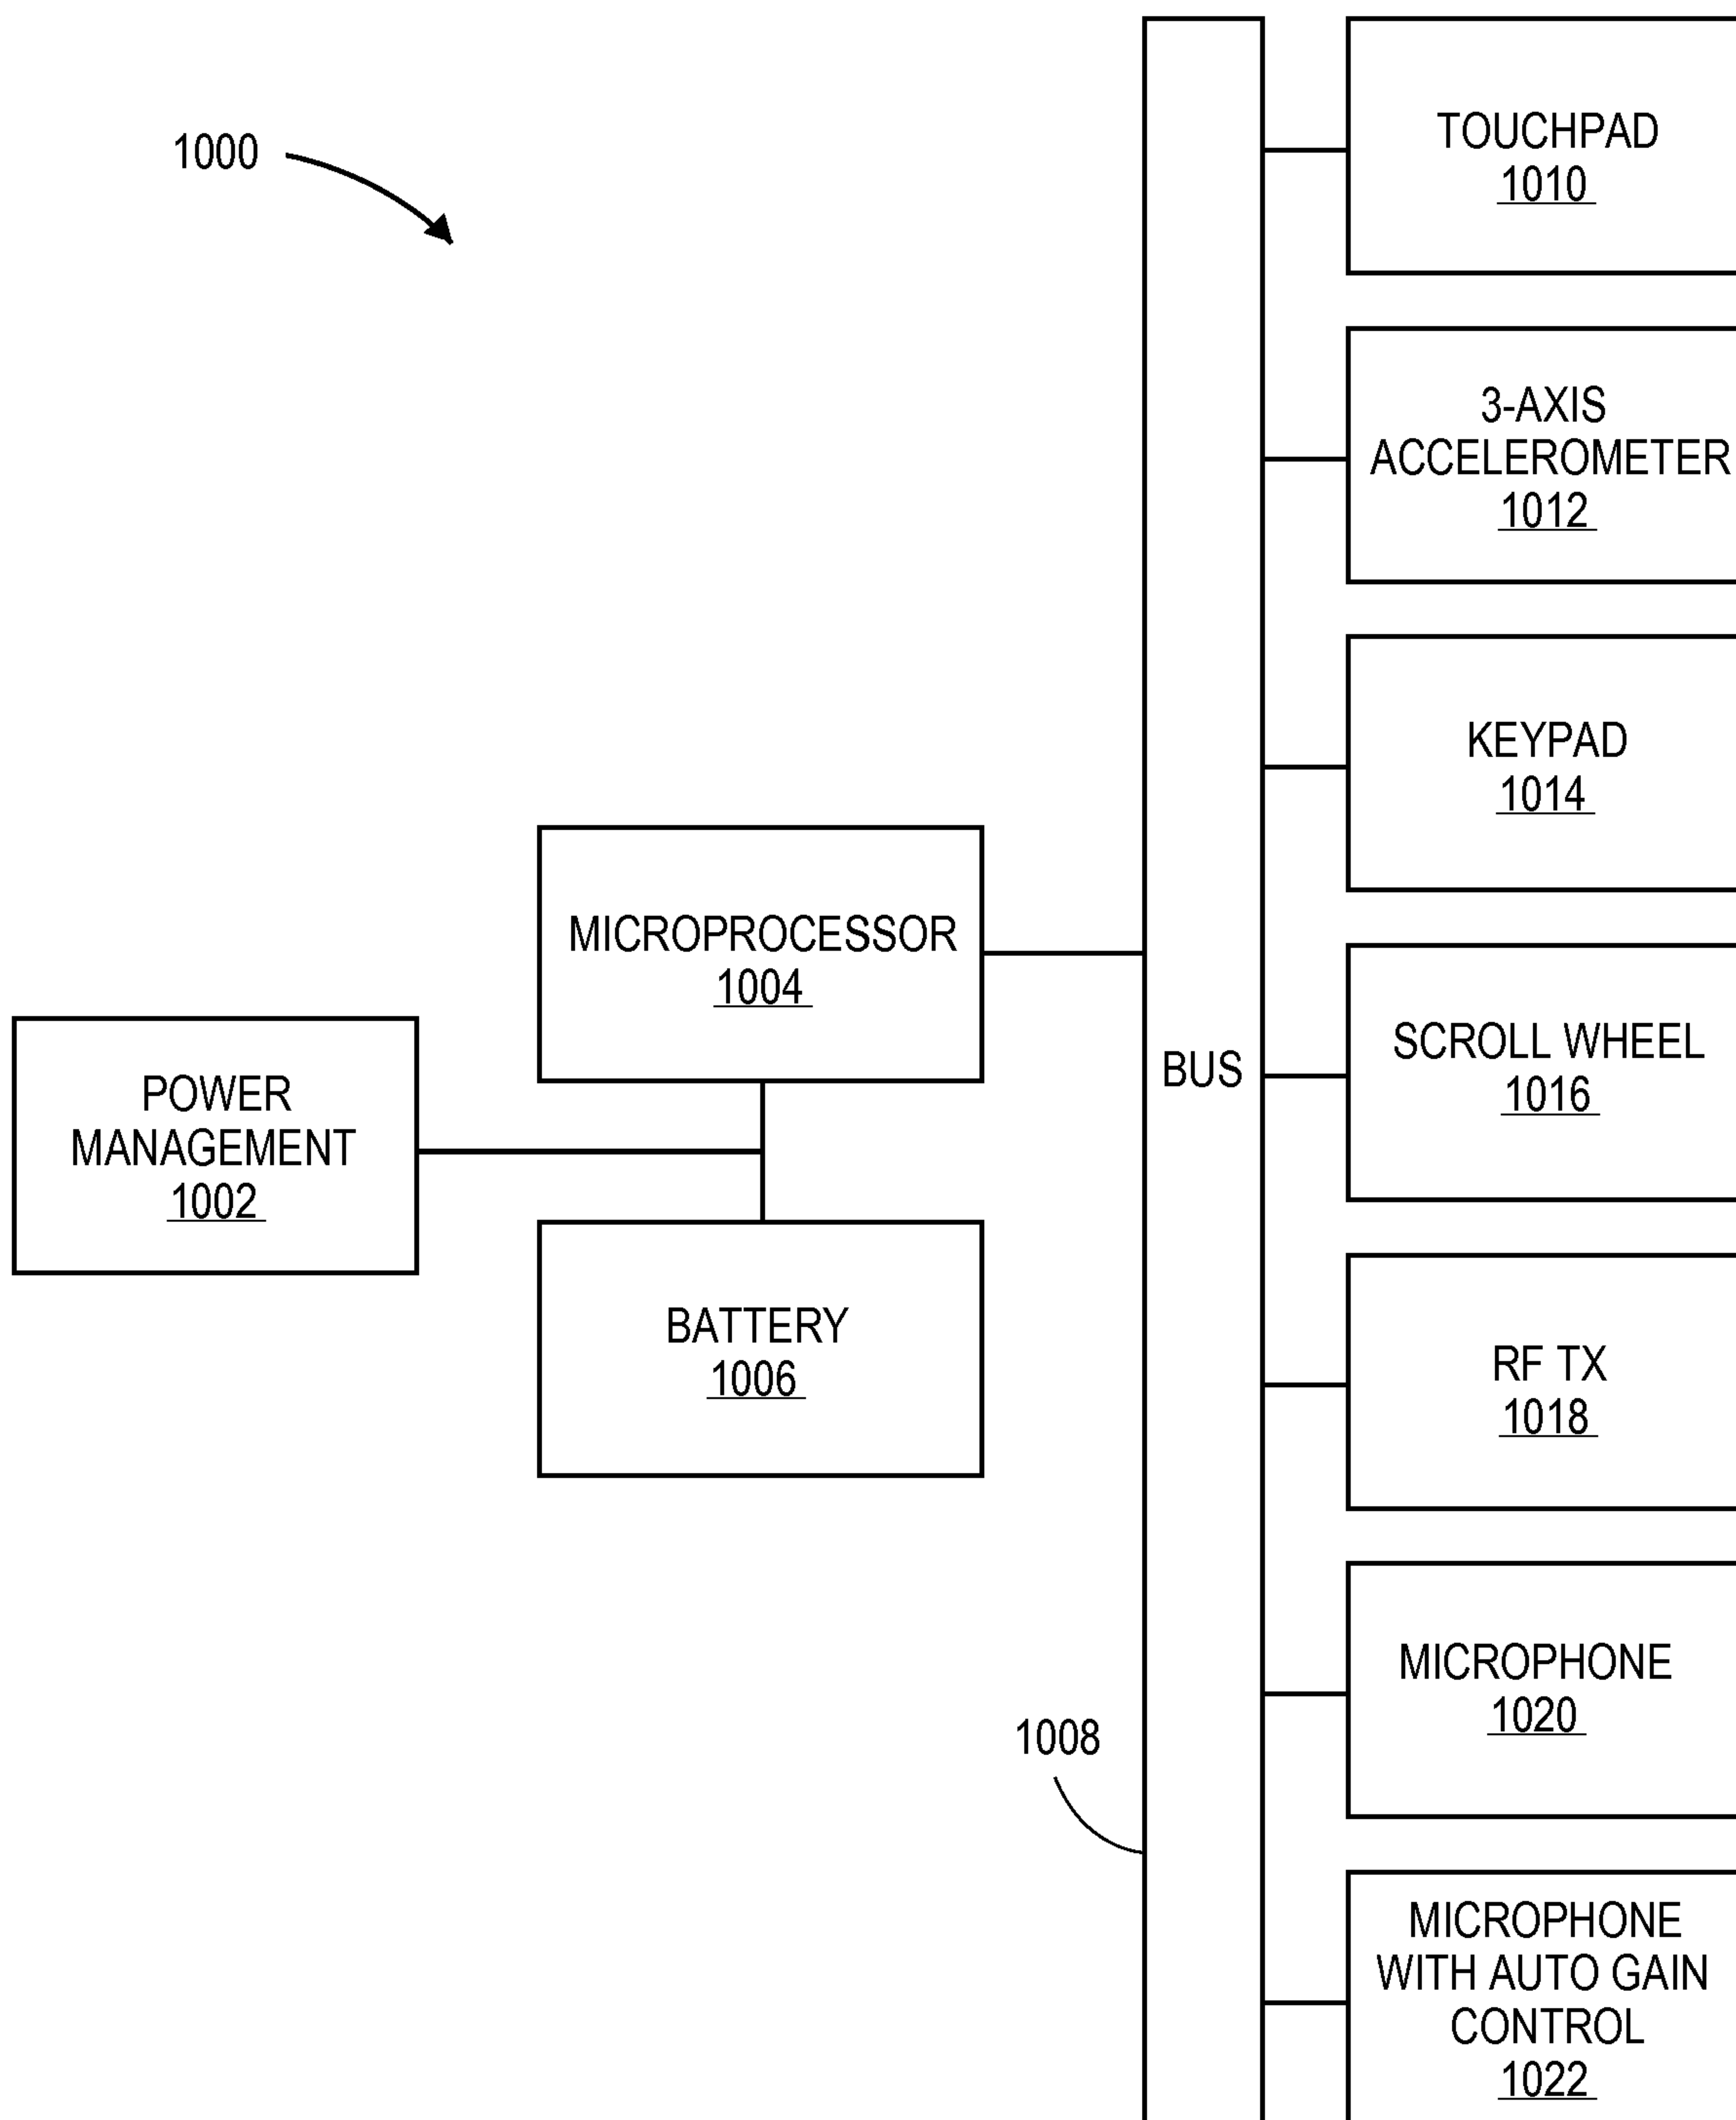 1000
TOUCHPAD
1010
3-AXIS
ACCELEROMETER
1012
KEYPAD
1014
MICROPROCESSOR
1004
BUS
SCROLL WHEEL
1016
POWER
MANAGEMENT
1002
BATTERY
1006
RF TX
1018
MICROPHONE
1020
1008
MICROPHONE
WITH AUTO GAIN
CONTROL
1022